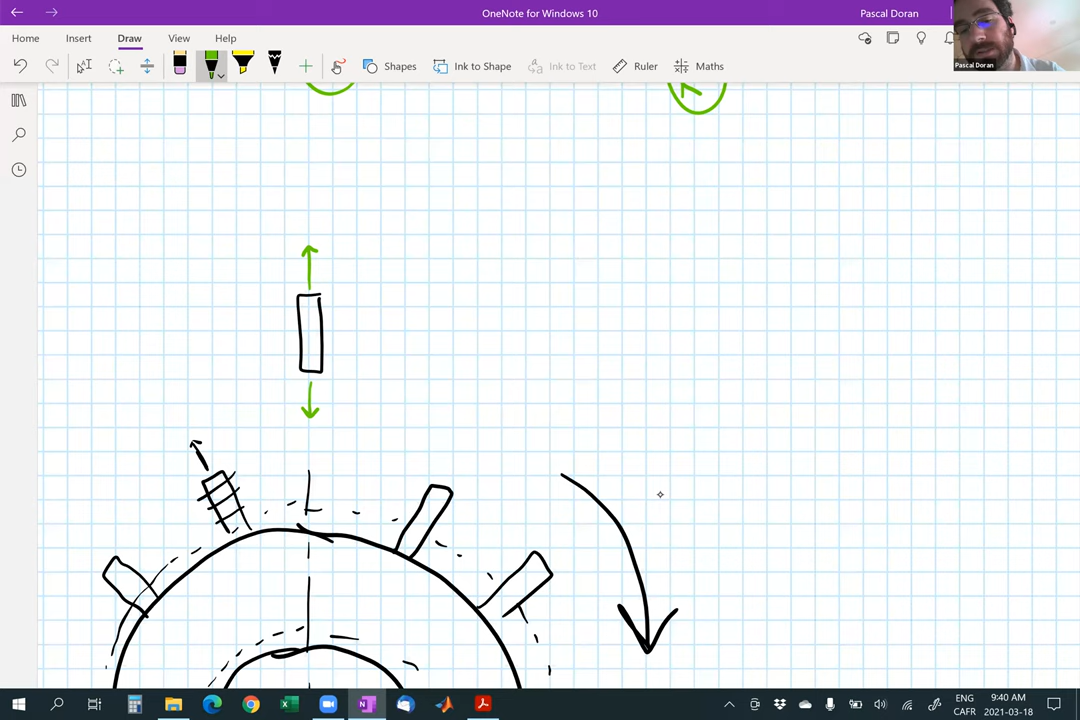 OneNote for Windows 10
Pascal Doran
Home Insert Draw View Help
Shapes Ink to Shape Ink to Text Ruler Maths
Pascal Doran
ENG 9:40 AM
CAFR 2021-03-18